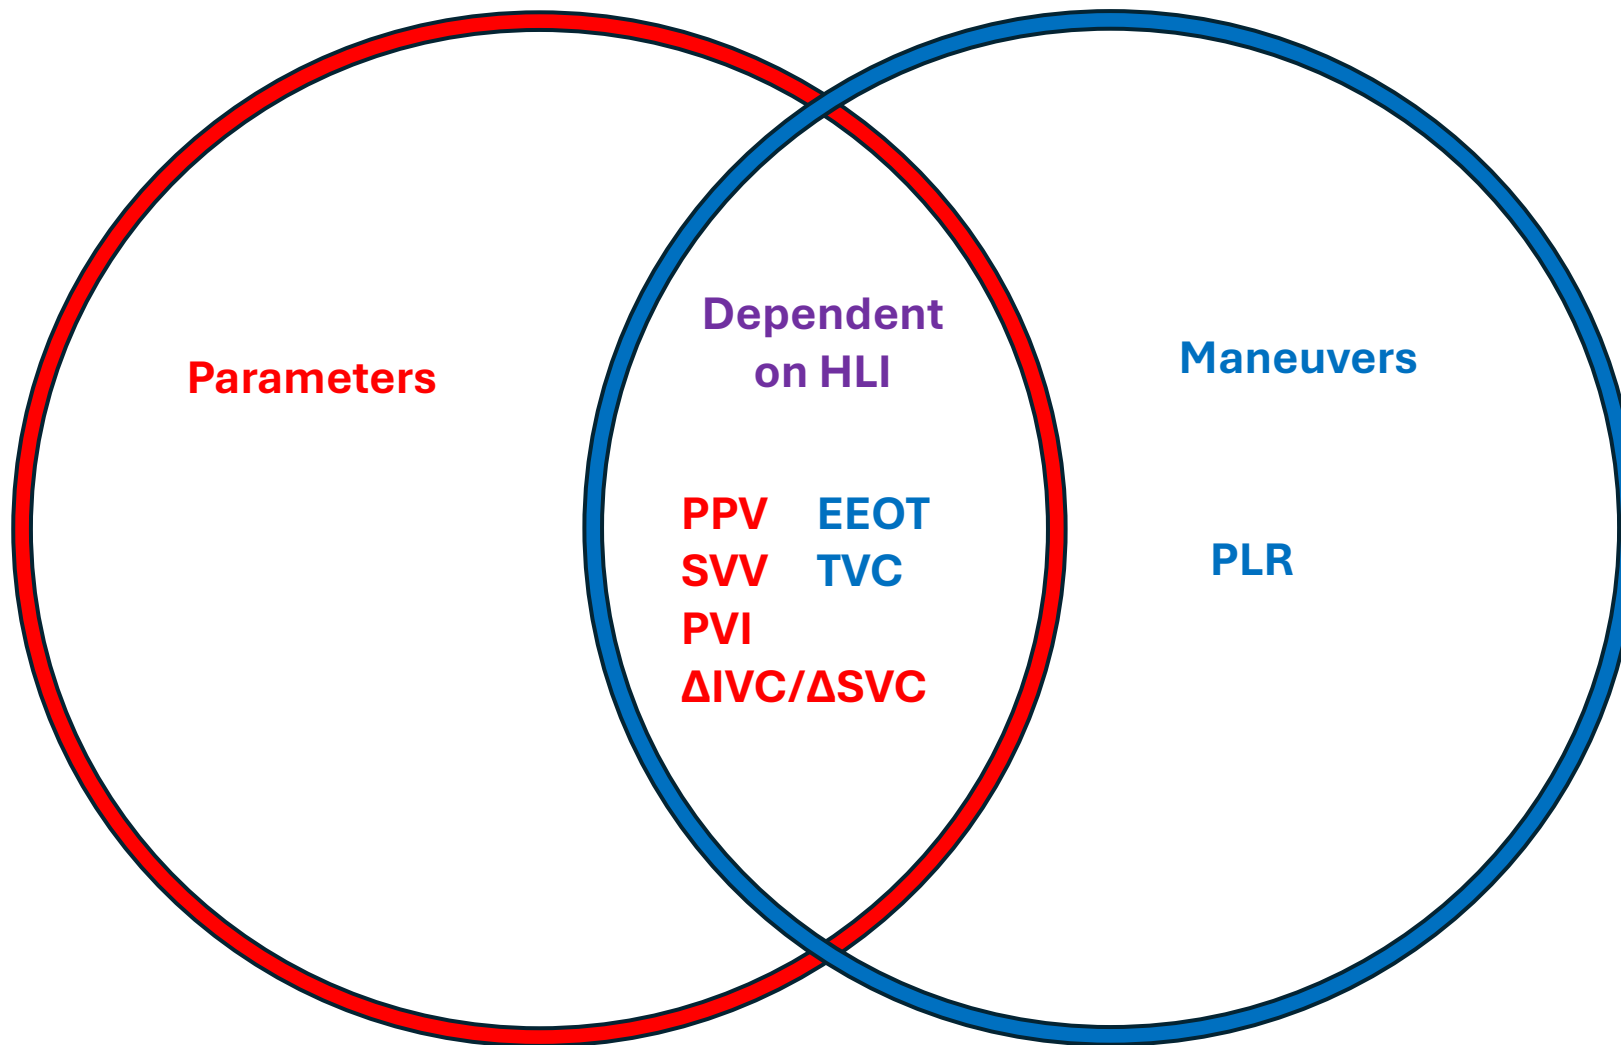 Parameters
Dependent
on HLI
PPV EEOT
SVV TVC
PVI
ΔIVC/ΔSVC
Maneuvers
PLR